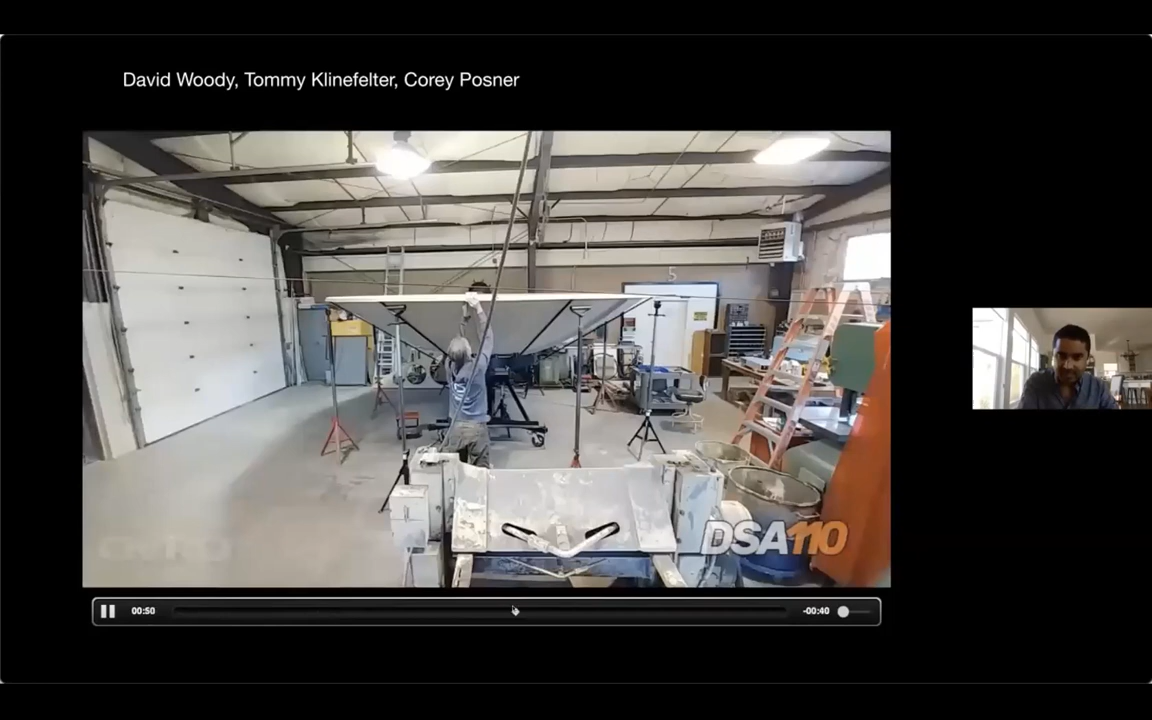 David Woody, Tommy Klinefelter, Corey Posner
S
DSA110
00:50
-00:40